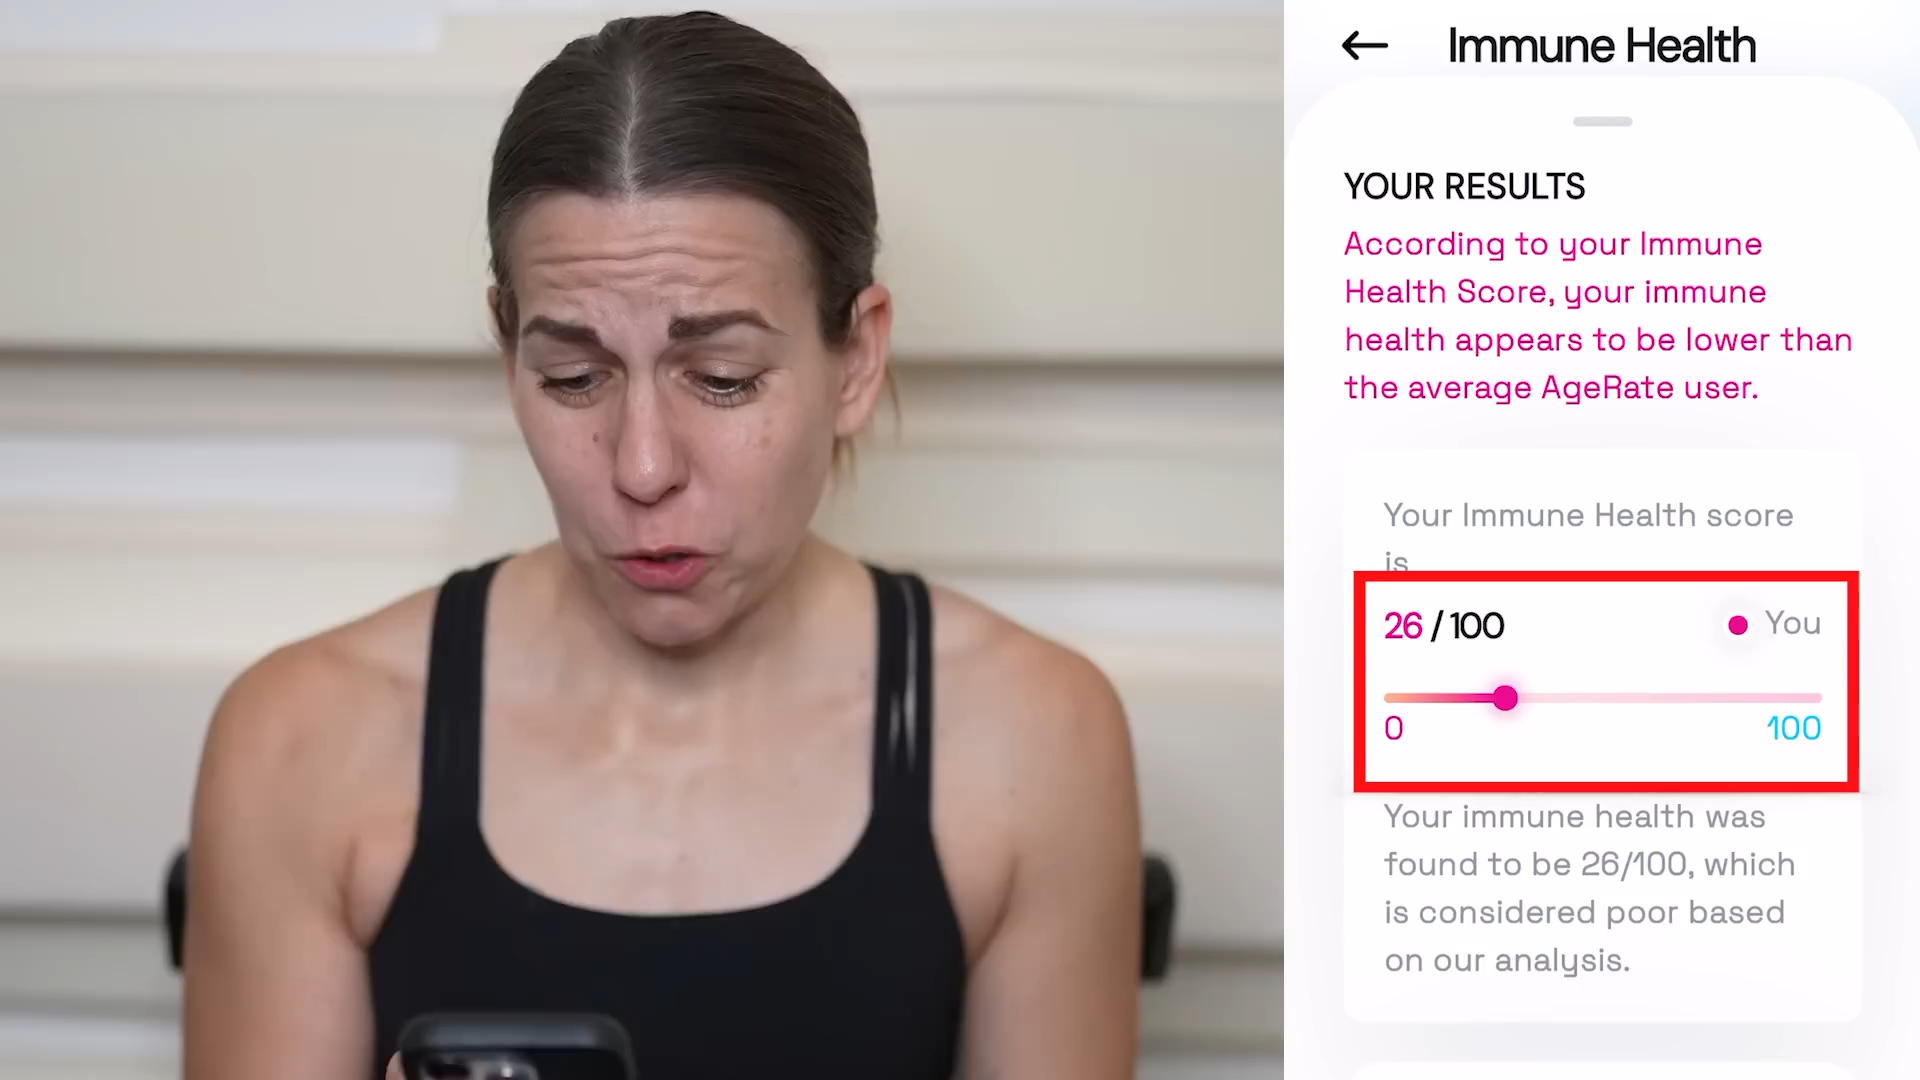 Immune Health
YOUR RESULTS
According to your Immune
Health Score, your immune
health appears to be lower than
the average AgeRate user.
Your Immune Health score
is
26 / 100
You
0
100
Your immune health was
found to be 26/100, which
is considered poor based
on our analysis.